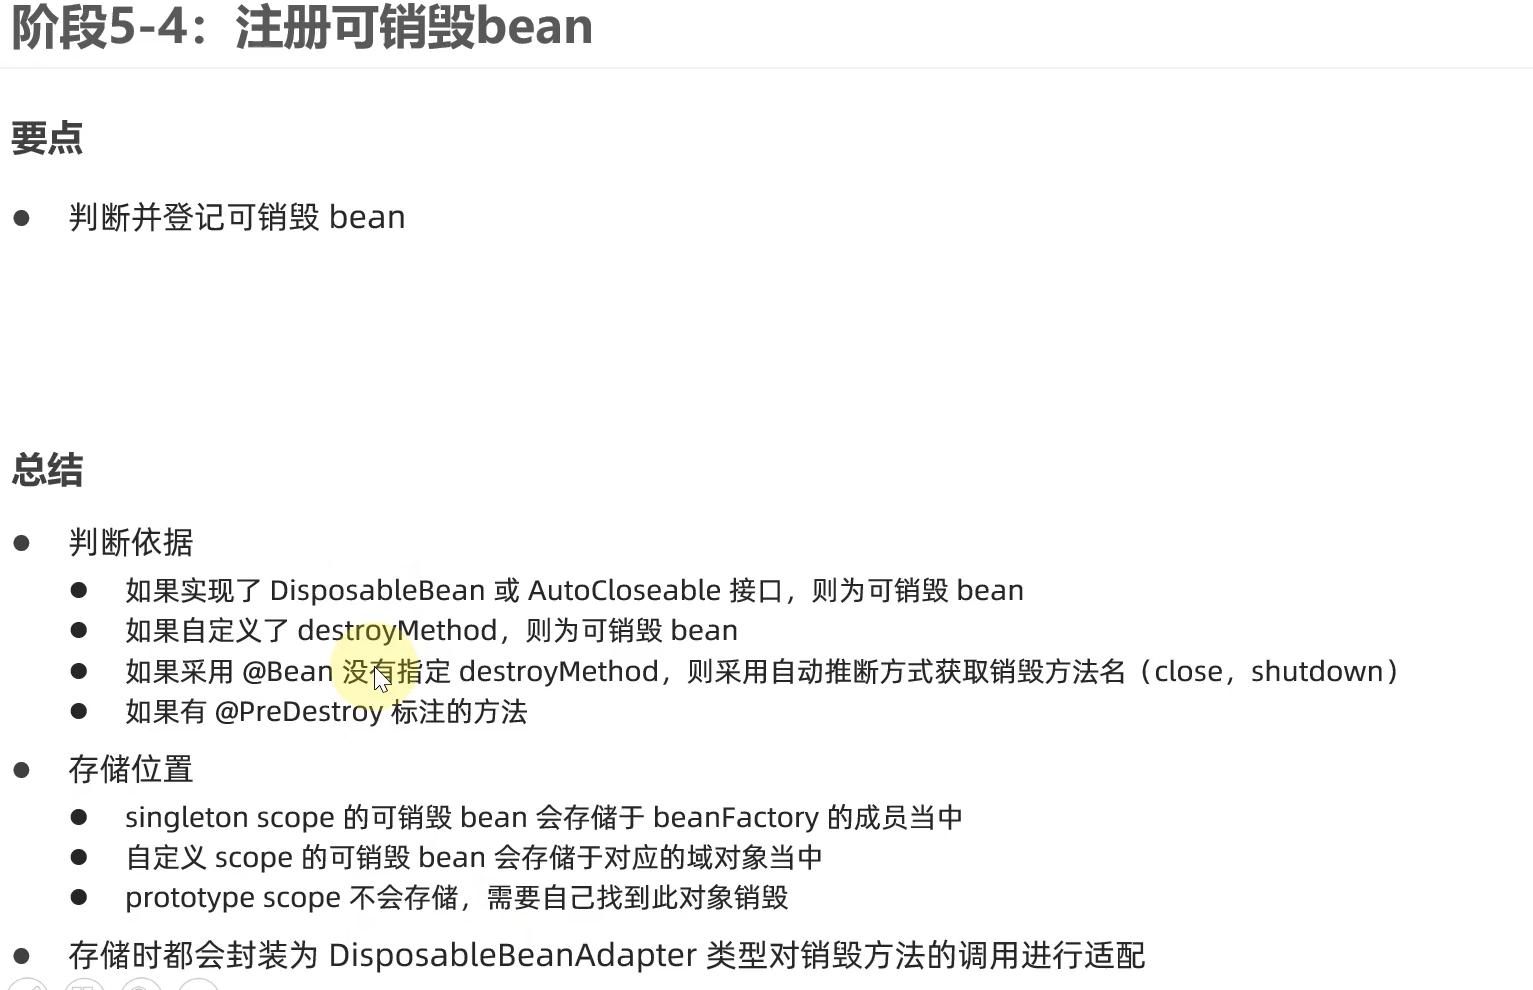 阶段5-4：注册可销毁bean
要点
● 判断并登记可销毁 bean
总结
● 判断依据
● 如果实现了 DisposableBean 或 AutoCloseable 接口，则为可销毁 bean
● 如果自定义了 destroyMethod，则为可销毁 bean
● 如果采用 @Bean 没有指定 destroyMethod，则采用自动推断方式获取销毁方法名（close，shutdown）
● 如果有 @PreDestroy 标注的方法
● 存储位置
● singleton scope 的可销毁 bean 会存储于 beanFactory 的成员当中
● 自定义 scope 的可销毁 bean 会存储于对应的域对象当中
● prototype scope 不会存储，需要自己找到此对象销毁
● 存储时都会封装为 DisposableBeanAdapter 类型对销毁方法的调用进行适配